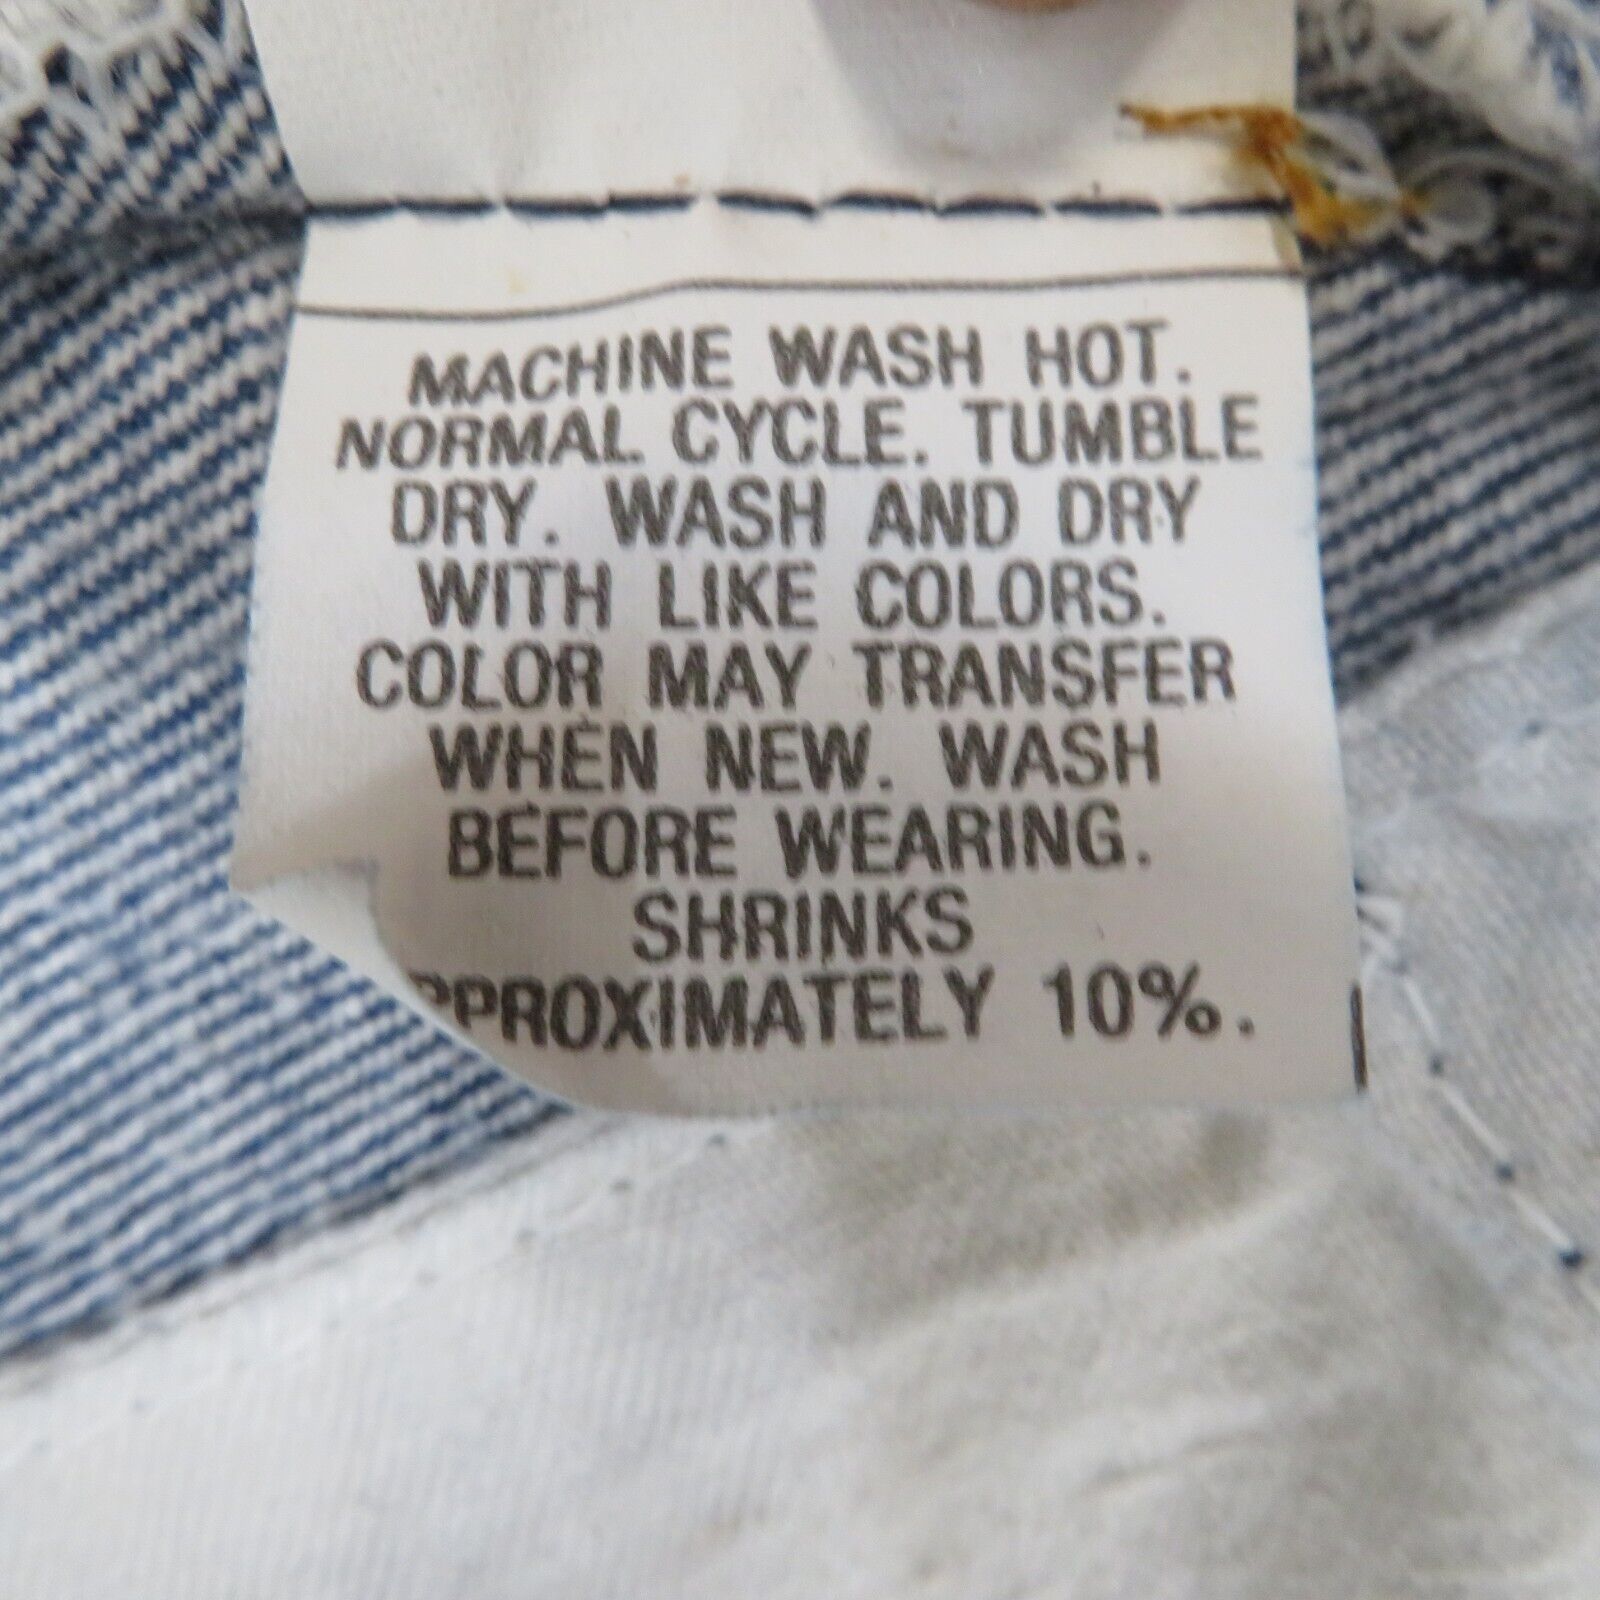 MACHINE WASH HOT.
NORMAL CYCLE. TUMBLE
DRY. WASH AND DRY
WITH LIKE COLORS.
COLOR MAY TRANSFER
WHEN NEW. WASH
BEFORE WEARING.
SHRINKS
PPROXIMATELY 10%.